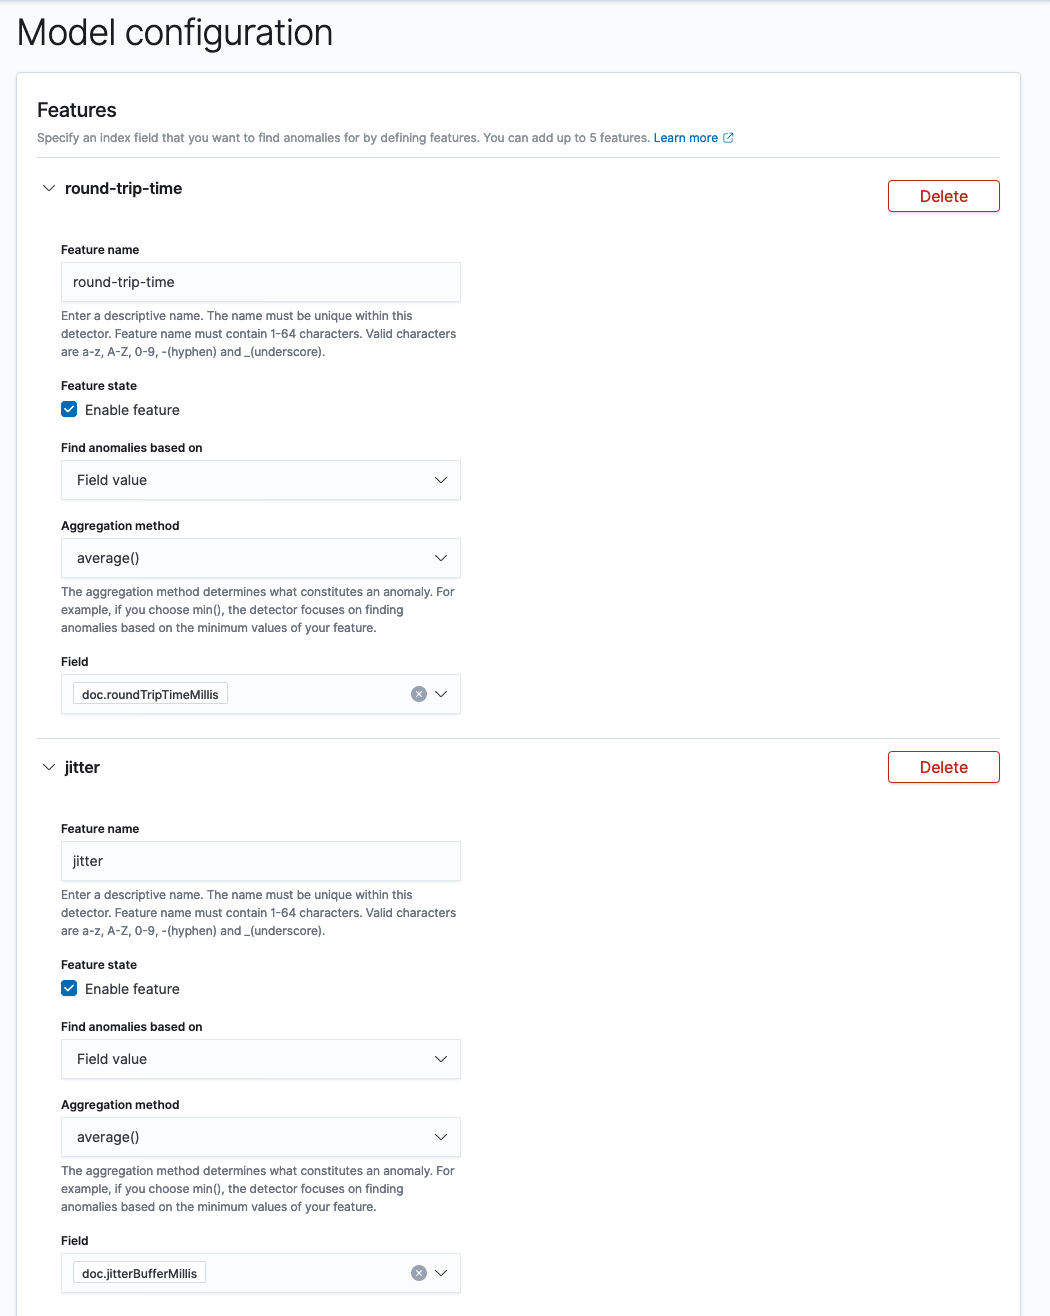 Model configuration
Features
Specify an index field that you want to find anomalies for by defining features. You can add up to 5 features. Learn more
round-trip-time
Delete
Feature name
round-trip-time
Enter a descriptive name. The name must be unique within this
detector. Feature name must contain 1-64 characters. Valid characters
are a-z, A-Z, 0-9, -(hyphen) and _(underscore).
Feature state
Enable feature
Find anomalies based on
Field value
Aggregation method
average()
The aggregation method determines what constitutes an anomaly. For
example, if you choose min(), the detector focuses on finding
anomalies based on the minimum values of your feature.
Field
doc.roundTripTimeMillis
jitter
Delete
Feature name
jitter
Enter a descriptive name. The name must be unique within this
detector. Feature name must contain 1-64 characters. Valid characters
are a-z, A-Z, 0-9, -(hyphen) and _(underscore).
Feature state
Enable feature
Find anomalies based on
Field value
Aggregation method
average()
The aggregation method determines what constitutes an anomaly. For
example, if you choose min(), the detector focuses on finding
anomalies based on the minimum values of your feature.
Field
doc.jitterBufferMillis